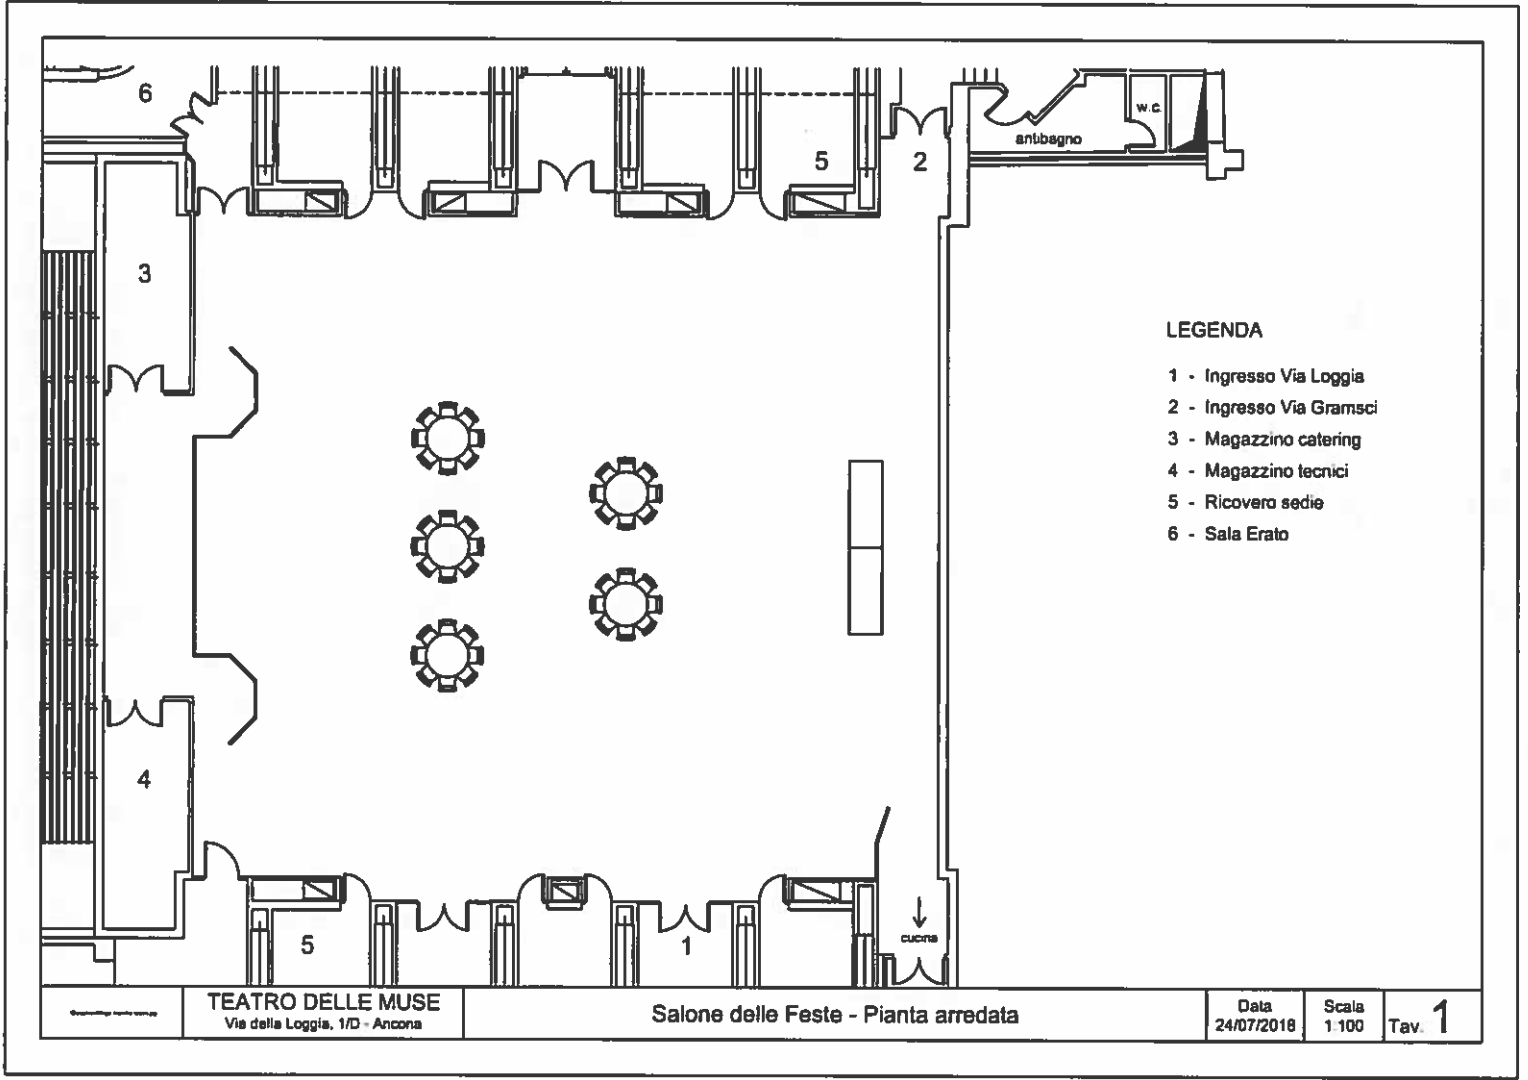 6
w.c.
antibagno
5
2
3
LEGENDA
1 - Ingresso Via Loggia
2 - Ingresso Via Gramsci
3 - Magazzino catering
4 - Magazzino tecnici
5 - Ricovero sedie
6 - Sala Erato
4
5
1
cucina
TEATRO DELLE MUSE
Via della Loggia, 1/D - Ancona
Salone delle Feste - Pianta arredata
Data
24/07/2018
Scala
1:100
Tav. 1